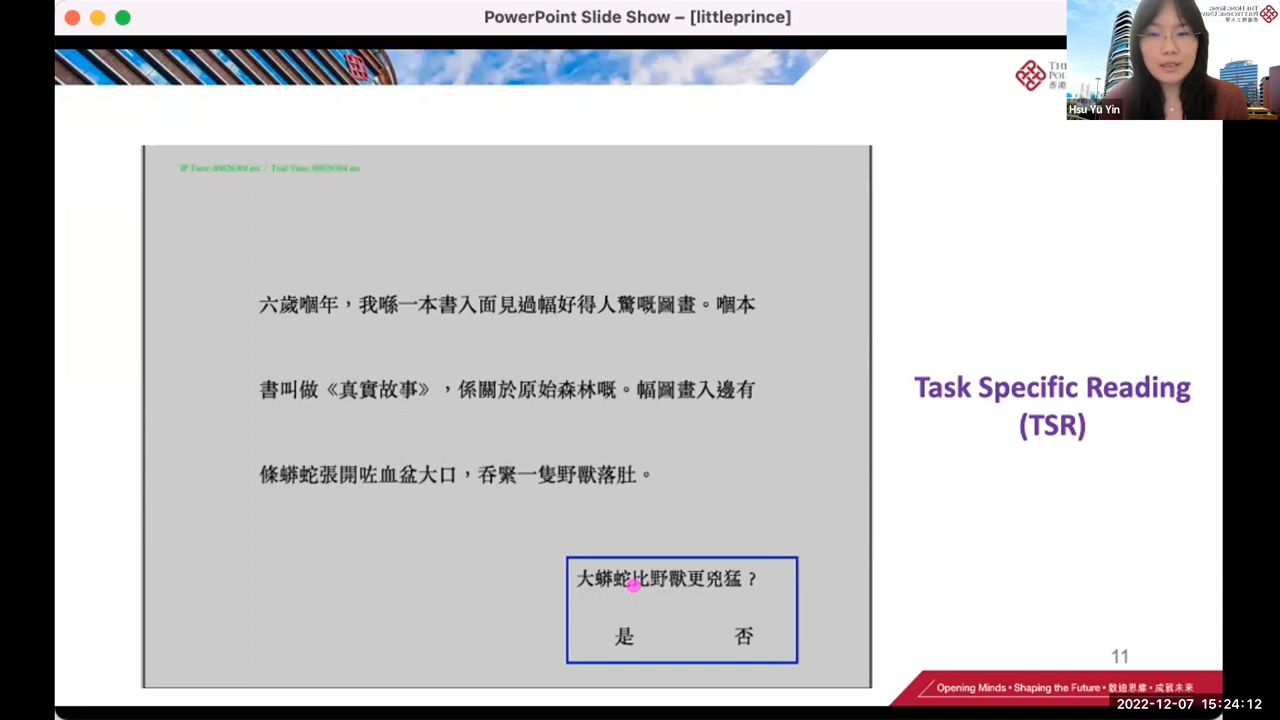 PowerPoint Slide Show – [littleprince]
Hsu Yu Yin
六歲嗰年，我喺一本書入面見過幅好得人驚嘅圖畫。嗰本
書叫做《真實故事》，係關於原始森林嘅。幅圖畫入邊有
條蟒蛇張開咗血盆大口，吞緊一隻野獸落肚。
大蟒蛇比野獸更兇猛？
是 否
Task Specific Reading
(TSR)
11
Opening Minds • Shaping the Future • 啟迪思維 • 成就未來
2022-12-07 15:24:12